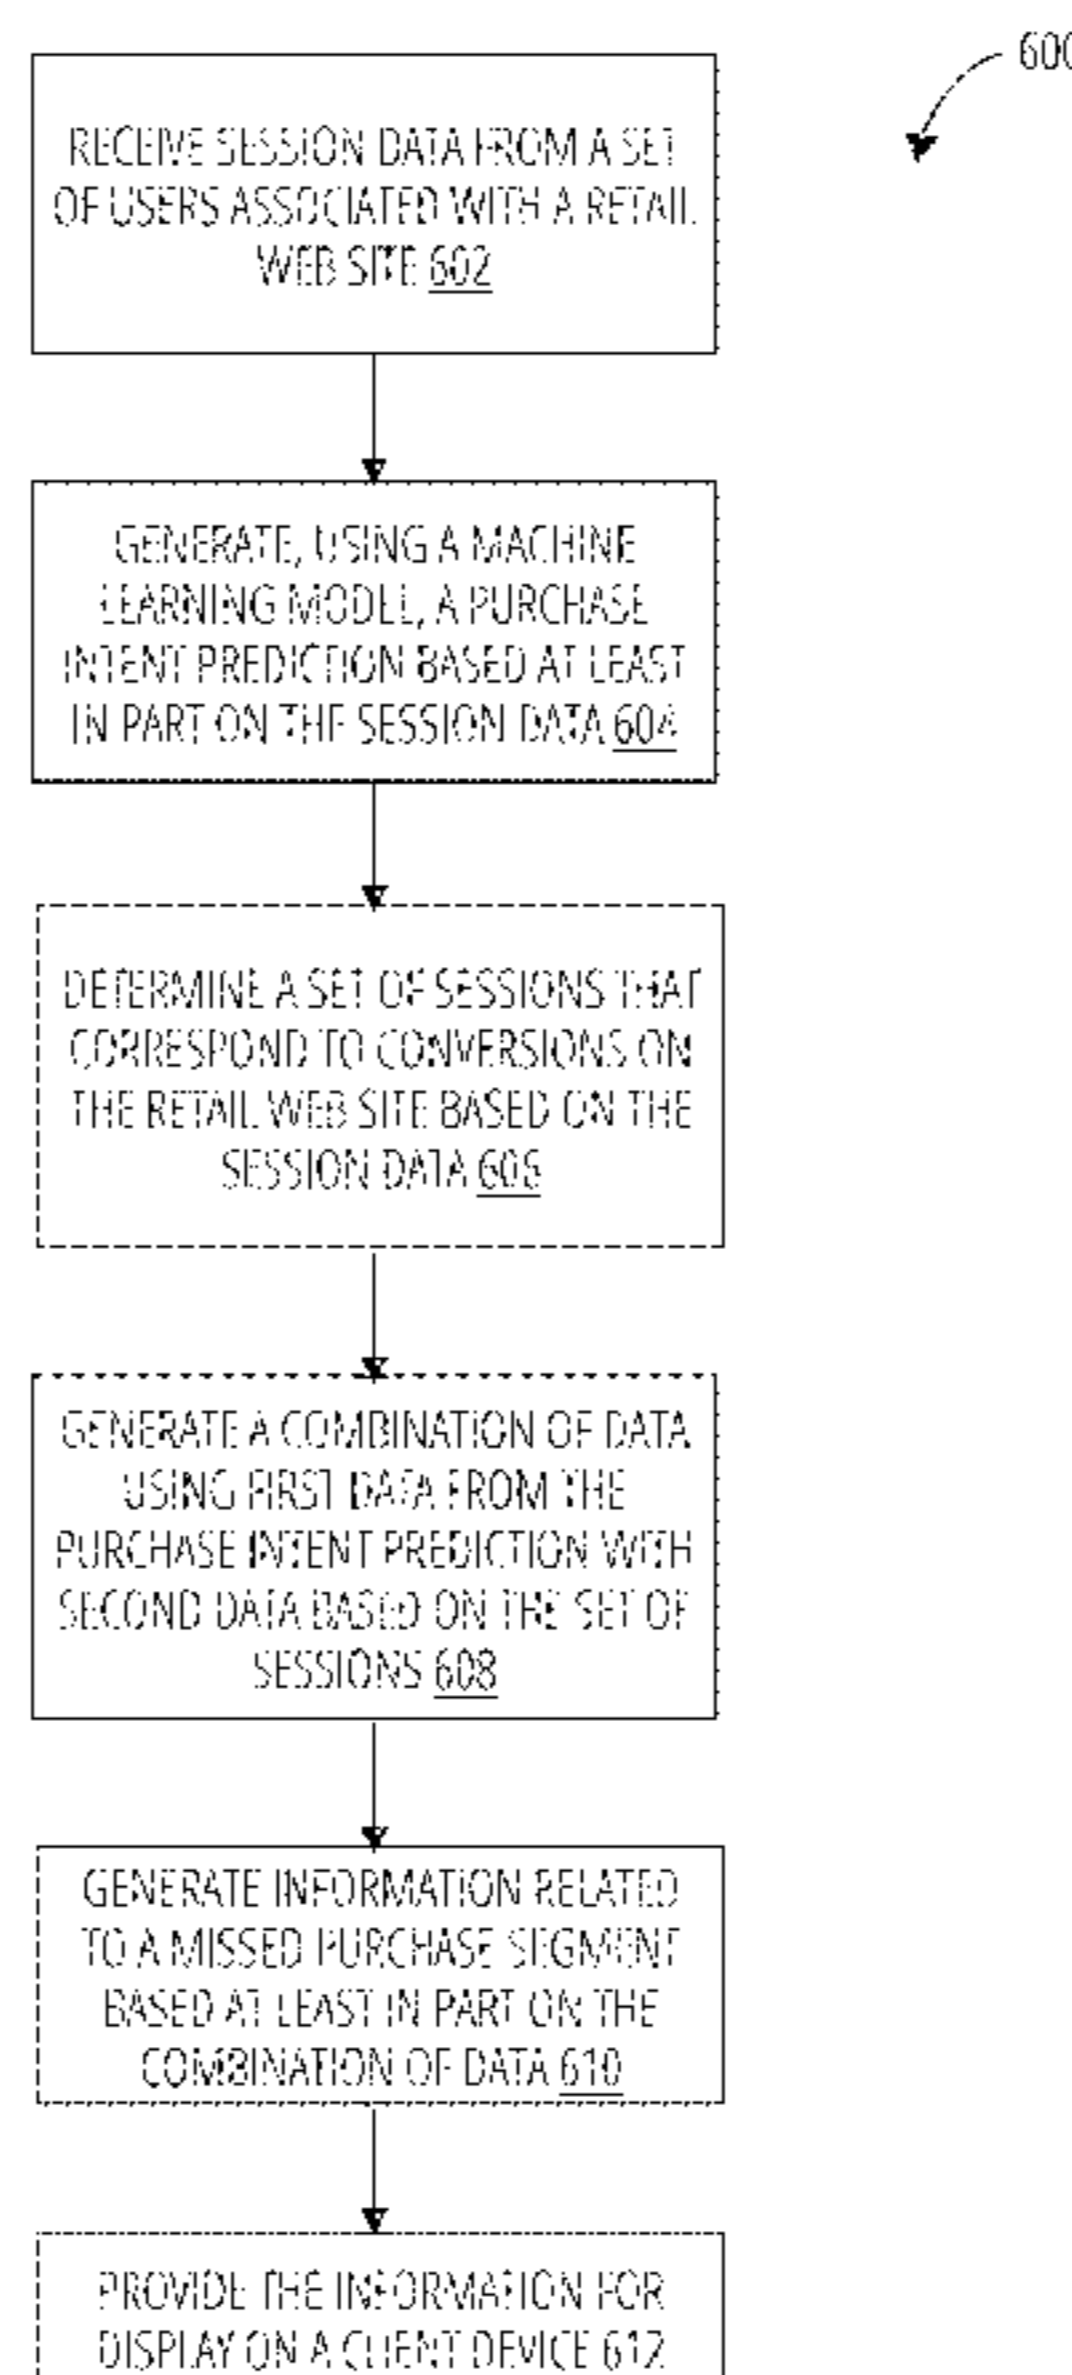 600
RECEIVE SESSION DATA FROM A SET
OF USERS ASSOCIATED WITH A RETAIL
WEB SITE 602
GENERATE, USING A MACHINE
LEARNING MODEL, A PURCHASE
INTENT PREDICTION BASED AT LEAST
IN PART ON THE SESSION DATA 604
DETERMINE A SET OF SESSIONS THAT
CORRESPOND TO CONVERSIONS ON
THE RETAIL WEB SITE BASED ON THE
SESSION DATA 606
GENERATE A COMBINATION OF DATA
USING FIRST DATA FROM THE
PURCHASE INTENT PREDICTION WITH
SECOND DATA BASED ON THE SET OF
SESSIONS 608
GENERATE INFORMATION RELATED
TO A MISSED PURCHASE SEGMENT
BASED AT LEAST IN PART ON THE
COMBINATION OF DATA 610
PROVIDE THE INFORMATION FOR
DISPLAY ON A CLIENT DEVICE 612